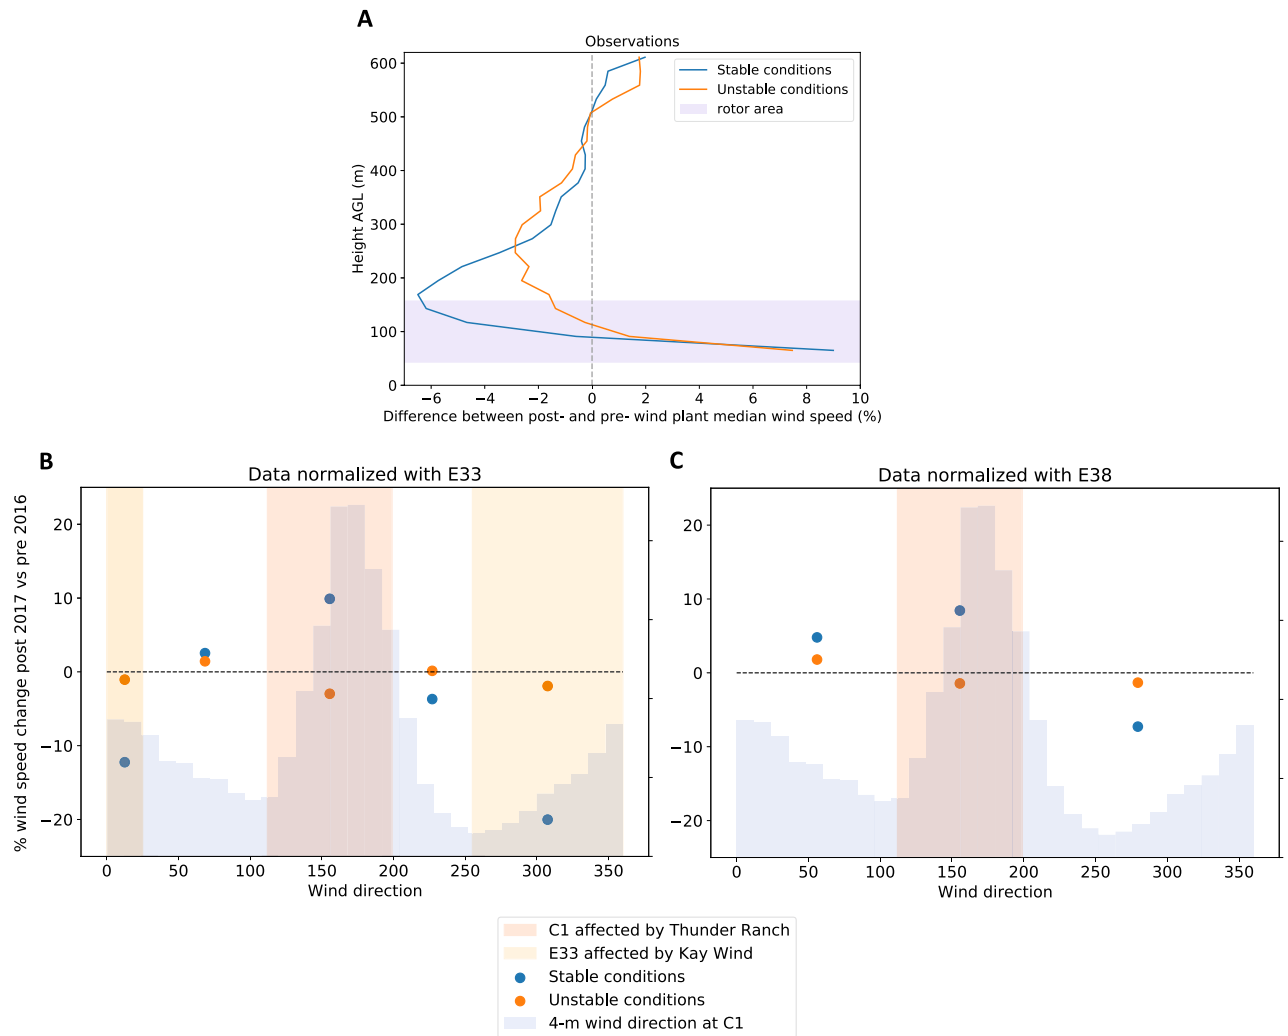 A
Observations
Stable conditions
Unstable conditions
rotor area
600
500
400
300
200
100
0
Height AGL (m)
−6 −4 −2 0 2 4 6 8 10
Difference between post- and pre- wind plant median wind speed (%)
B
Data normalized with E33
20
10
0
−10
−20
% wind speed change post 2017 vs pre 2016
0 50 100 150 200 250 300 350
Wind direction
C
Data normalized with E38
20
10
0
−10
−20
0 50 100 150 200 250 300 350
Wind direction
C1 affected by Thunder Ranch
E33 affected by Kay Wind
Stable conditions
Unstable conditions
4-m wind direction at C1